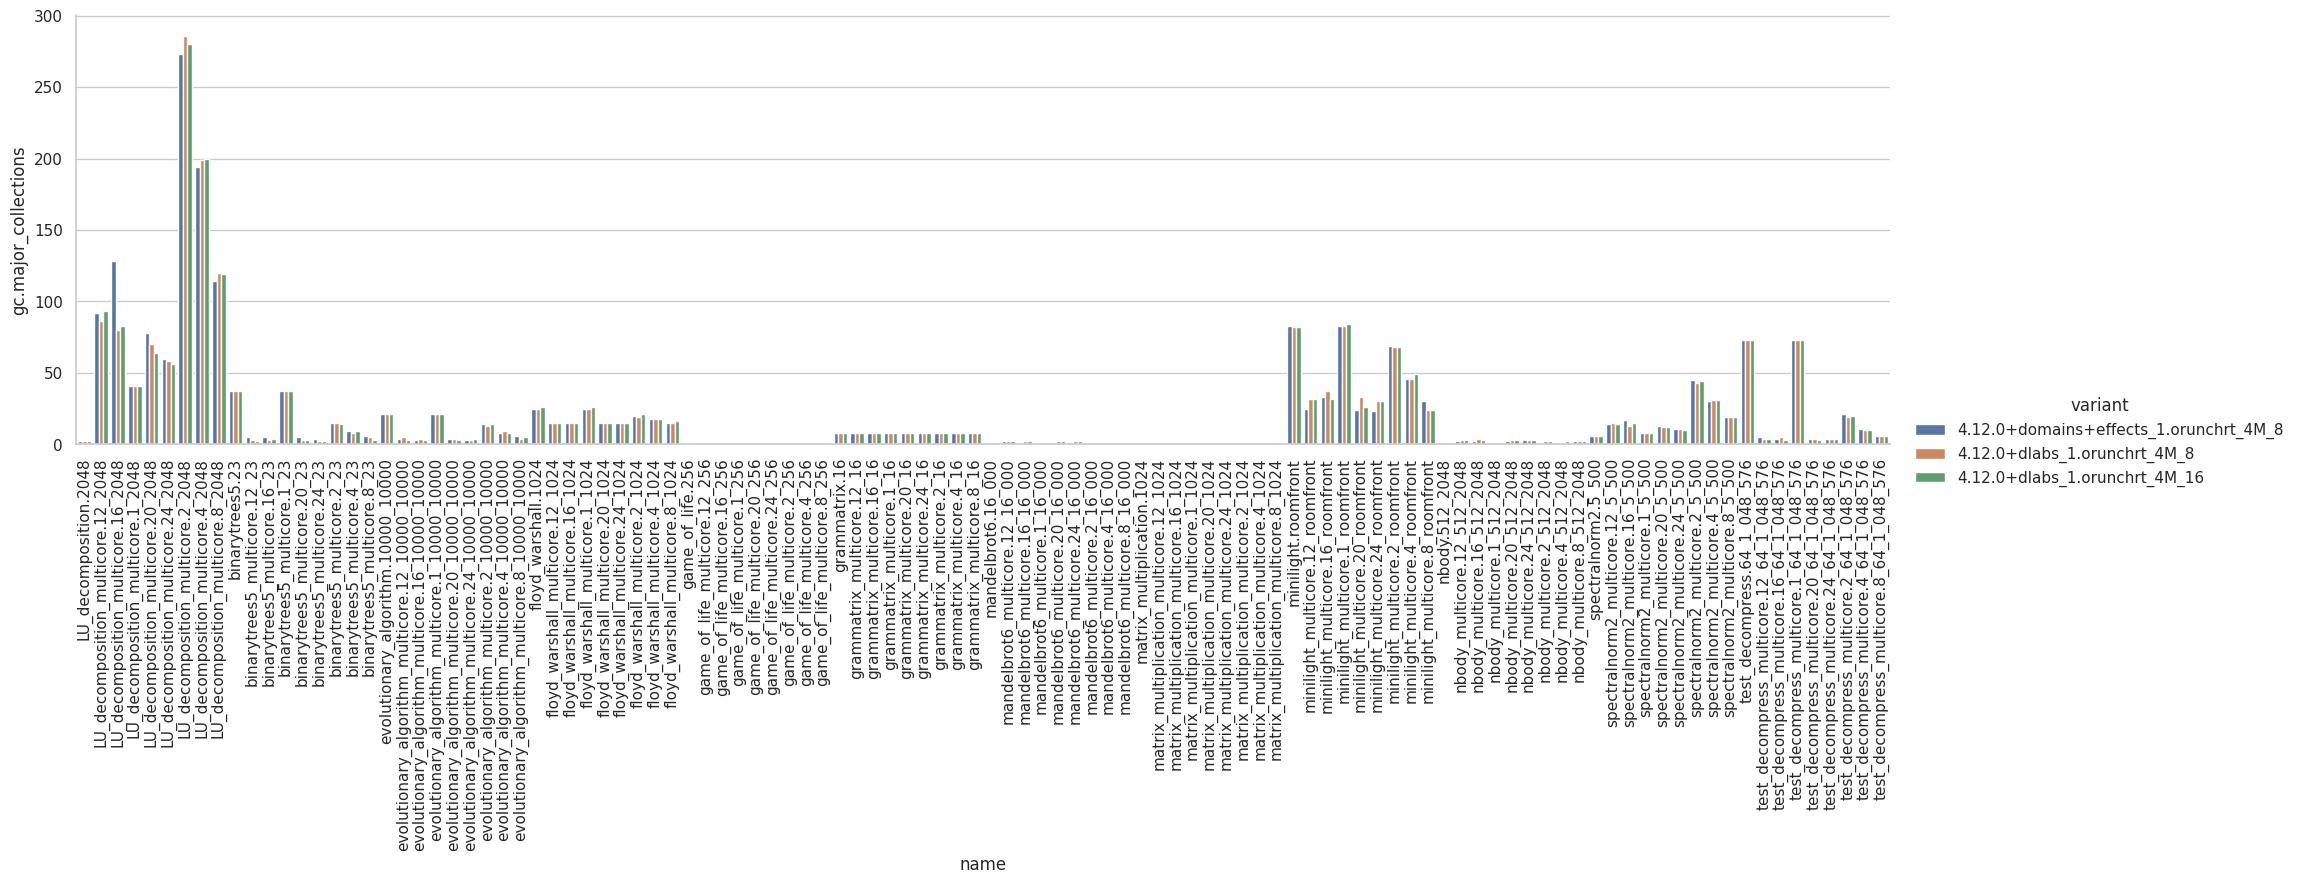 300
250
200
150
100
50
0
gc.major_collections
LU_decomposition.2048
LU_decomposition_multicore.12_2048
LU_decomposition_multicore.16_2048
LU_decomposition_multicore.1_2048
LU_decomposition_multicore.20_2048
LU_decomposition_multicore.24_2048
LU_decomposition_multicore.2_2048
LU_decomposition_multicore.4_2048
LU_decomposition_multicore.8_2048
binarytrees5.23
binarytrees5_multicore.12_23
binarytrees5_multicore.16_23
binarytrees5_multicore.1_23
binarytrees5_multicore.20_23
binarytrees5_multicore.24_23
binarytrees5_multicore.2_23
binarytrees5_multicore.4_23
binarytrees5_multicore.8_23
evolutionary_algorithm.10000_10000
evolutionary_algorithm_multicore.12_10000_10000
evolutionary_algorithm_multicore.16_10000_10000
evolutionary_algorithm_multicore.1_10000_10000
evolutionary_algorithm_multicore.20_10000_10000
evolutionary_algorithm_multicore.24_10000_10000
evolutionary_algorithm_multicore.2_10000_10000
evolutionary_algorithm_multicore.4_10000_10000
evolutionary_algorithm_multicore.8_10000_10000
floyd_warshall.1024
floyd_warshall_multicore.12_1024
floyd_warshall_multicore.16_1024
floyd_warshall_multicore.1_1024
floyd_warshall_multicore.20_1024
floyd_warshall_multicore.24_1024
floyd_warshall_multicore.2_1024
floyd_warshall_multicore.4_1024
floyd_warshall_multicore.8_1024
game_of_life.256
game_of_life_multicore.12_256
game_of_life_multicore.16_256
game_of_life_multicore.1_256
game_of_life_multicore.20_256
game_of_life_multicore.24_256
game_of_life_multicore.2_256
game_of_life_multicore.4_256
game_of_life_multicore.8_256
grammatrix.16
grammatrix_multicore.12_16
grammatrix_multicore.16_16
grammatrix_multicore.1_16
grammatrix_multicore.20_16
grammatrix_multicore.24_16
grammatrix_multicore.2_16
grammatrix_multicore.4_16
grammatrix_multicore.8_16
mandelbrot6.16_000
mandelbrot6_multicore.12_16_000
mandelbrot6_multicore.16_16_000
mandelbrot6_multicore.1_16_000
mandelbrot6_multicore.20_16_000
mandelbrot6_multicore.24_16_000
mandelbrot6_multicore.2_16_000
mandelbrot6_multicore.4_16_000
mandelbrot6_multicore.8_16_000
matrix_multiplication.1024
matrix_multiplication_multicore.12_1024
matrix_multiplication_multicore.16_1024
matrix_multiplication_multicore.1_1024
matrix_multiplication_multicore.20_1024
matrix_multiplication_multicore.24_1024
matrix_multiplication_multicore.2_1024
matrix_multiplication_multicore.4_1024
matrix_multiplication_multicore.8_1024
minilight.roomfront
minilight_multicore.12_roomfront
minilight_multicore.16_roomfront
minilight_multicore.1_roomfront
minilight_multicore.20_roomfront
minilight_multicore.24_roomfront
minilight_multicore.2_roomfront
minilight_multicore.4_roomfront
minilight_multicore.8_roomfront
nbody.512_2048
nbody_multicore.12_512_2048
nbody_multicore.16_512_2048
nbody_multicore.1_512_2048
nbody_multicore.20_512_2048
nbody_multicore.24_512_2048
nbody_multicore.2_512_2048
nbody_multicore.4_512_2048
nbody_multicore.8_512_2048
spectralnorm2.5_500
spectralnorm2_multicore.12_5_500
spectralnorm2_multicore.16_5_500
spectralnorm2_multicore.1_5_500
spectralnorm2_multicore.20_5_500
spectralnorm2_multicore.24_5_500
spectralnorm2_multicore.2_5_500
spectralnorm2_multicore.4_5_500
spectralnorm2_multicore.8_5_500
test_decompress.64_1_048_576
test_decompress_multicore.12_64_1_048_576
test_decompress_multicore.16_64_1_048_576
test_decompress_multicore.1_64_1_048_576
test_decompress_multicore.20_64_1_048_576
test_decompress_multicore.24_64_1_048_576
test_decompress_multicore.2_64_1_048_576
test_decompress_multicore.4_64_1_048_576
test_decompress_multicore.8_64_1_048_576
name
variant
4.12.0+domains+effects_1.orunchrt_4M_8
4.12.0+dlabs_1.orunchrt_4M_8
4.12.0+dlabs_1.orunchrt_4M_16